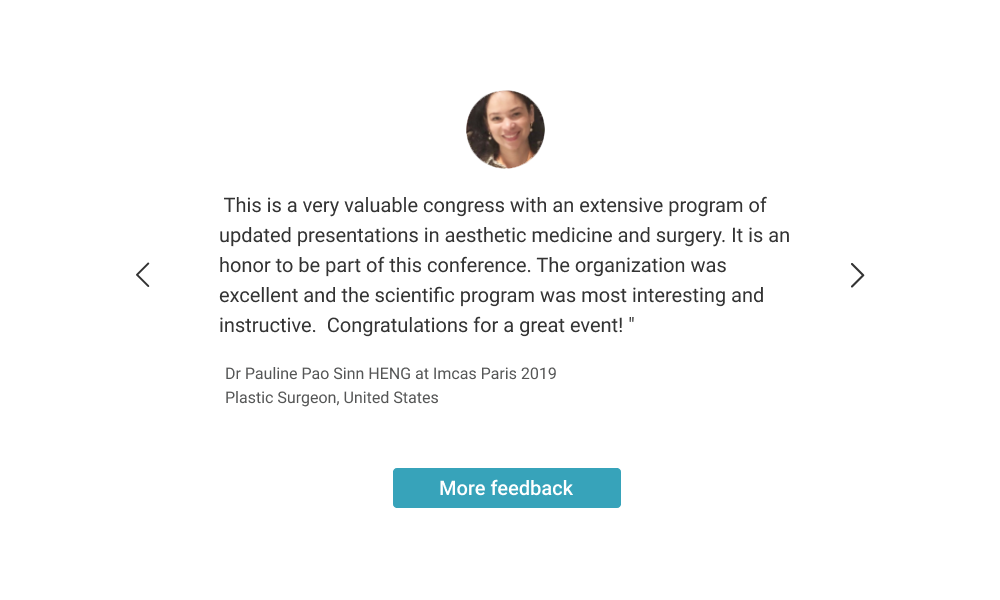 This is a very valuable congress with an extensive program of
updated presentations in aesthetic medicine and surgery. It is an
honor to be part of this conference. The organization was
excellent and the scientific program was most interesting and
instructive.  Congratulations for a great event! "
Dr Pauline Pao Sinn HENG at Imcas Paris 2019
Plastic Surgeon, United States
More feedback